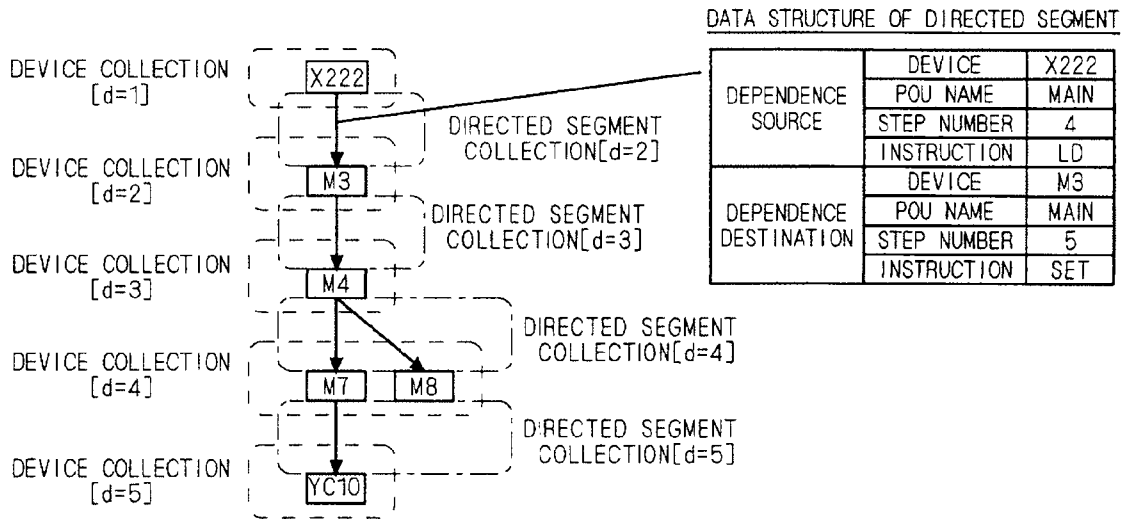 DATA STRUCTURE OF DIRECTED SEGMENT
DEVICE COLLECTION
[d=1]
X222
DIRECTED SEGMENT
COLLECTION[d=2]
DEVICE COLLECTION
[d=2]
M3
DIRECTED SEGMENT
COLLECTION[d=3]
DEVICE COLLECTION
[d=3]
M4
DIRECTED SEGMENT
COLLECTION[d=4]
DEVICE COLLECTION
[d=4]
M7 M8
DIRECTED SEGMENT
COLLECTION[d=5]
DEVICE COLLECTION
[d=5]
YC10
DEPENDENCE
SOURCE
DEVICE X222
POU NAME MAIN
STEP NUMBER 4
INSTRUCTION LD
DEPENDENCE
DESTINATION
DEVICE M3
POU NAME MAIN
STEP NUMBER 5
INSTRUCTION SET